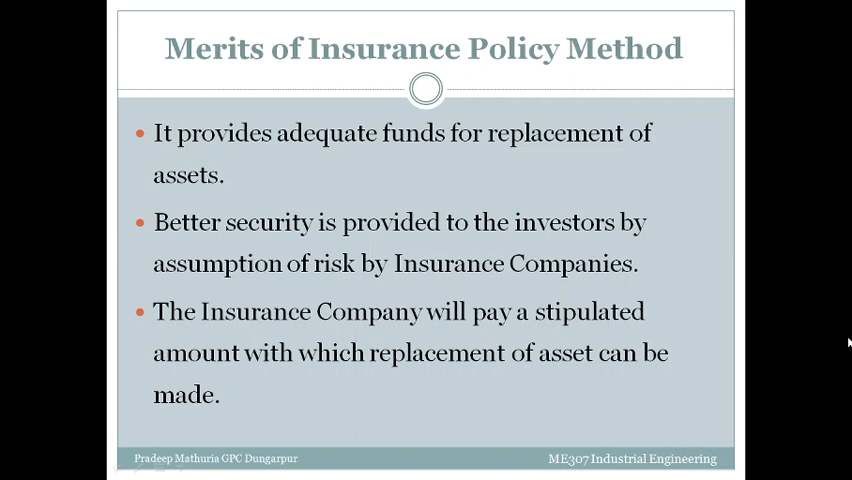 Merits of Insurance Policy Method
• It provides adequate funds for replacement of
assets.
• Better security is provided to the investors by
assumption of risk by Insurance Companies.
• The Insurance Company will pay a stipulated
amount with which replacement of asset can be
made.
Pradeep Mathuria GPC Dungarpur
ME307 Industrial Engineering